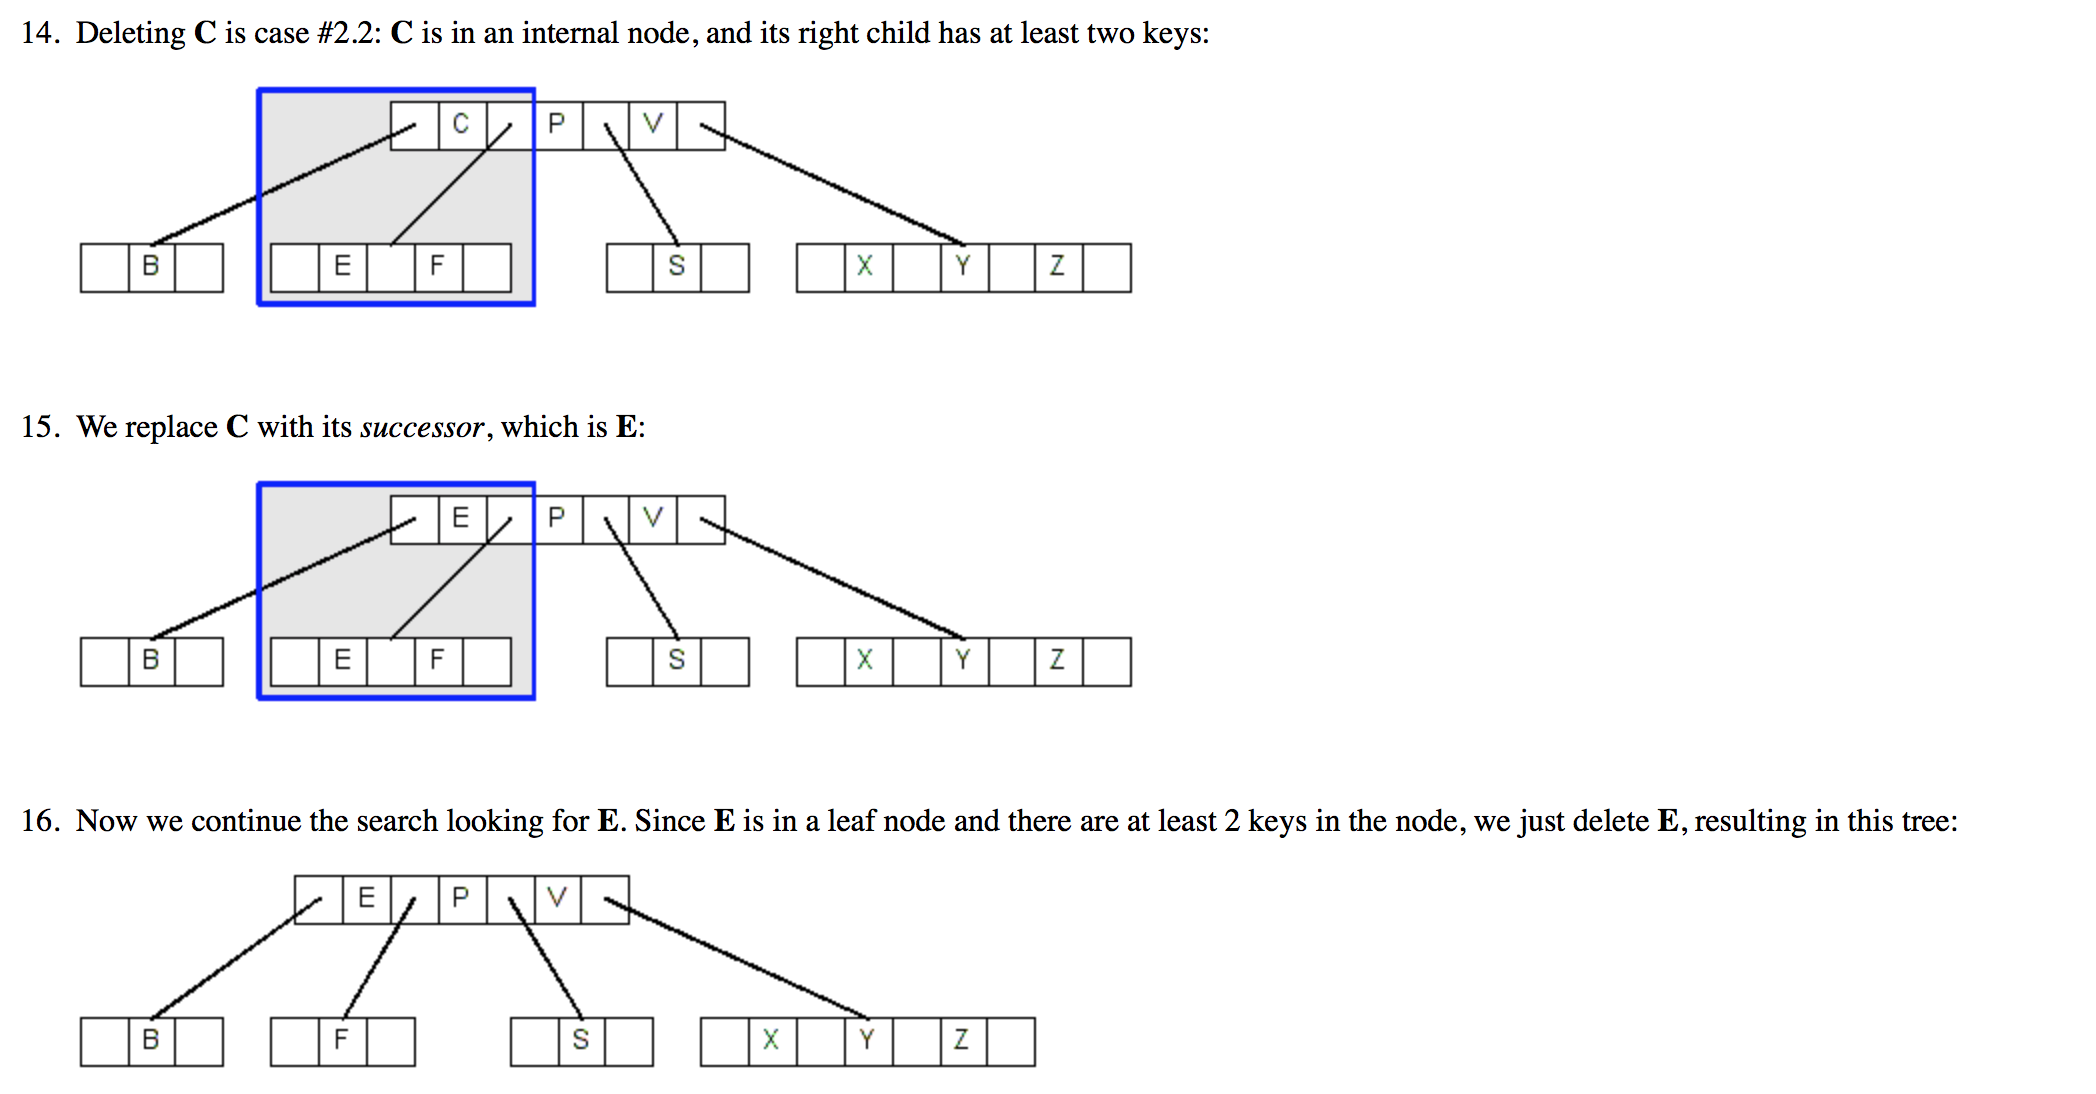 14. Deleting C is case #2.2: C is in an internal node, and its right child has at least two keys:
C P V
B E F S X Y Z
15. We replace C with its successor, which is E:
E P V
B E F S X Y Z
16. Now we continue the search looking for E. Since E is in a leaf node and there are at least 2 keys in the node, we just delete E, resulting in this tree:
E P V
B F S X Y Z